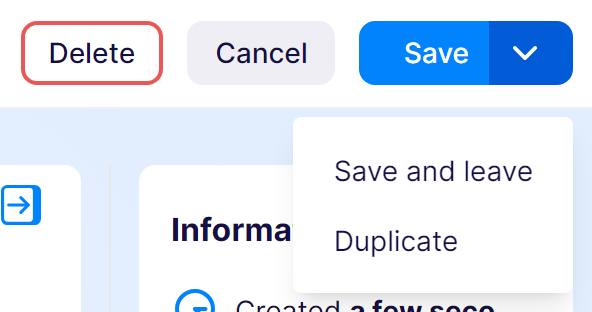 Delete Cancel Save
Save and leave
Duplicate
Informa
Created a few seco